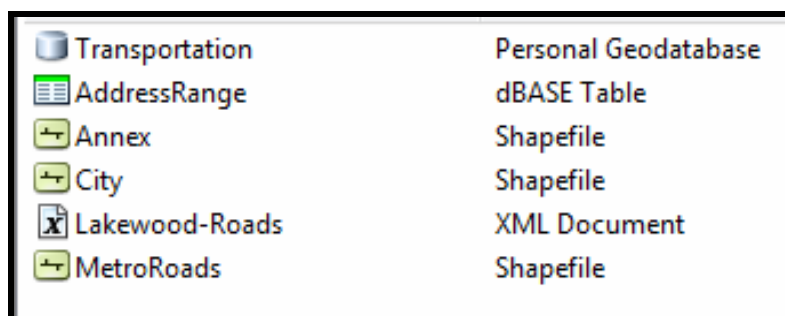 Transportation Personal Geodatabase
AddressRange dBASE Table
Annex Shapefile
City Shapefile
Lakewood-Roads XML Document
MetroRoads Shapefile